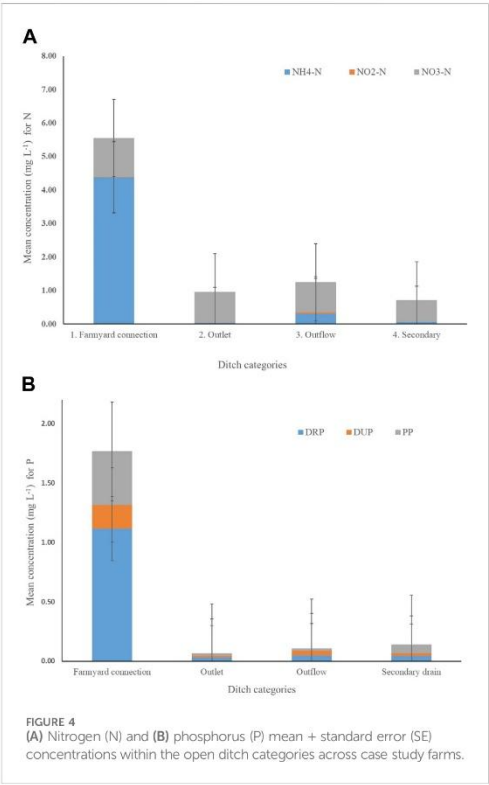 A
8.00
7.00
6.00
5.00
4.00
3.00
2.00
1.00
0.00
Mean concentration (mg L-1) for N
NH4-N NO2-N NO3-N
1. Farmyard connection 2. Outlet 3. Outflow 4. Secondary
Ditch categories
B
2.00
1.50
1.00
0.50
0.00
Mean concentration (mg L-1) for P
DRP DUP PP
Farmyard connection Outlet Outflow Secondary drain
Ditch categories
FIGURE 4
(A) Nitrogen (N) and (B) phosphorus (P) mean + standard error (SE)
concentrations within the open ditch categories across case study farms.